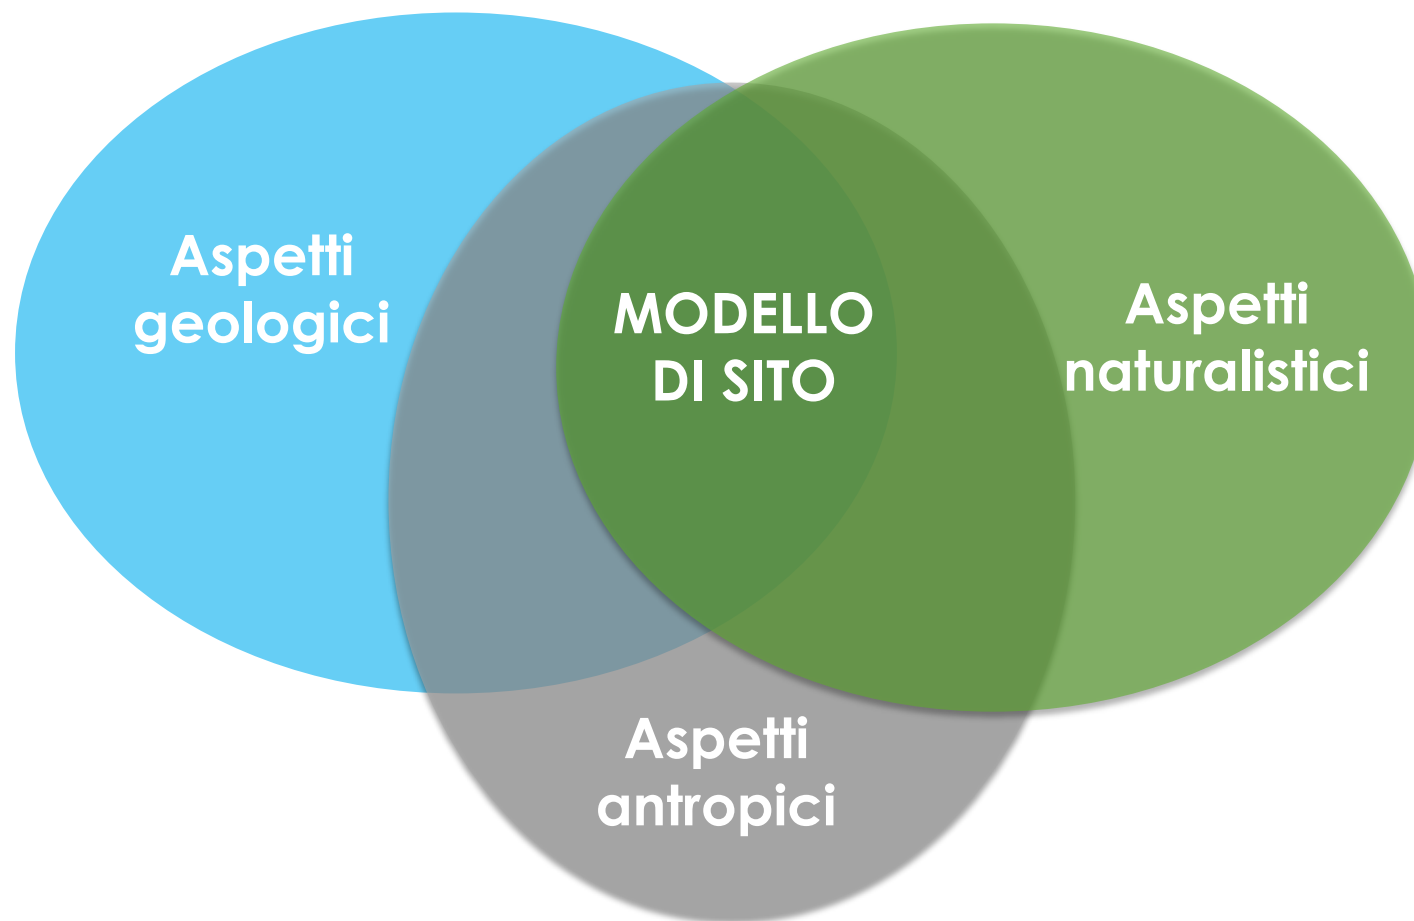 Aspetti
geologici
MODELLO
DI SITO
Aspetti
naturalistici
Aspetti
antropici